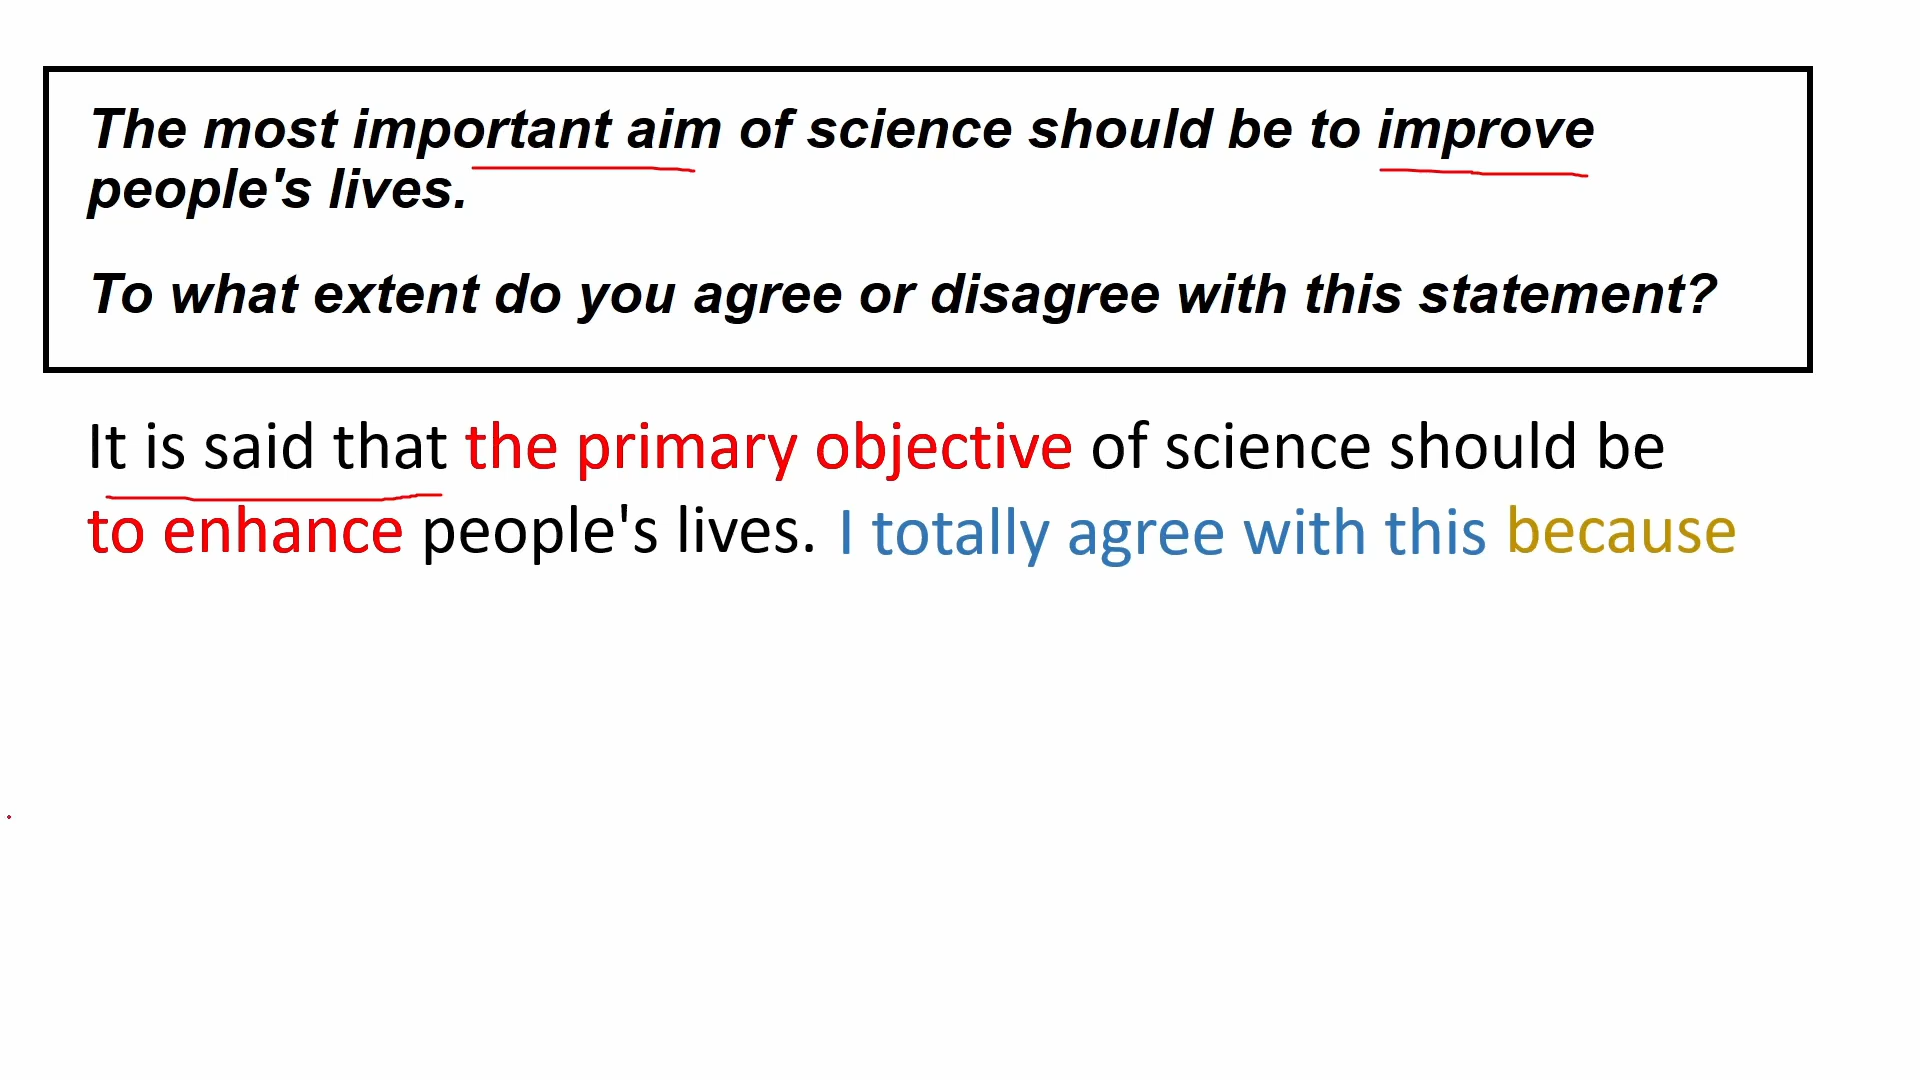 The most important aim of science should be to improve
people's lives.
To what extent do you agree or disagree with this statement?
It is said that the primary objective of science should be
to enhance people's lives. I totally agree with this because